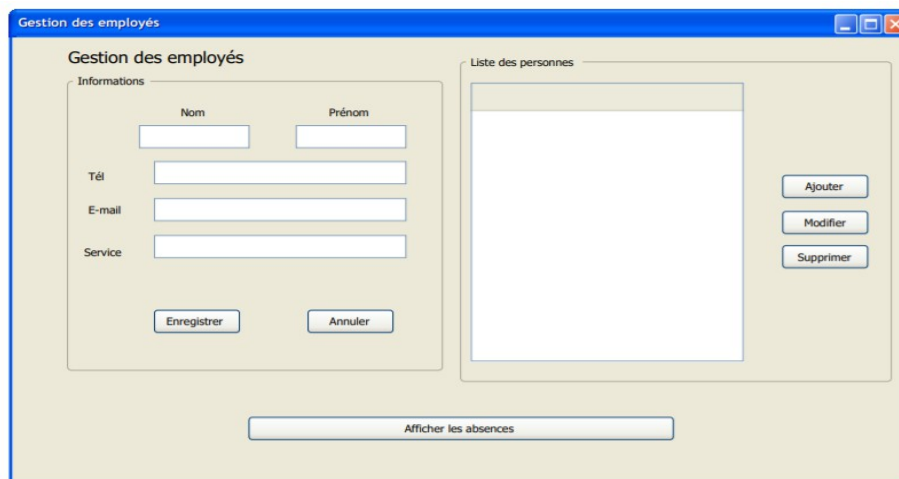 Gestion des employés
Gestion des employés
Informations
Nom Prénom
Tél
E-mail
Service
Enregistrer Annuler
Liste des personnes
Ajouter
Modifier
Supprimer
Afficher les absences